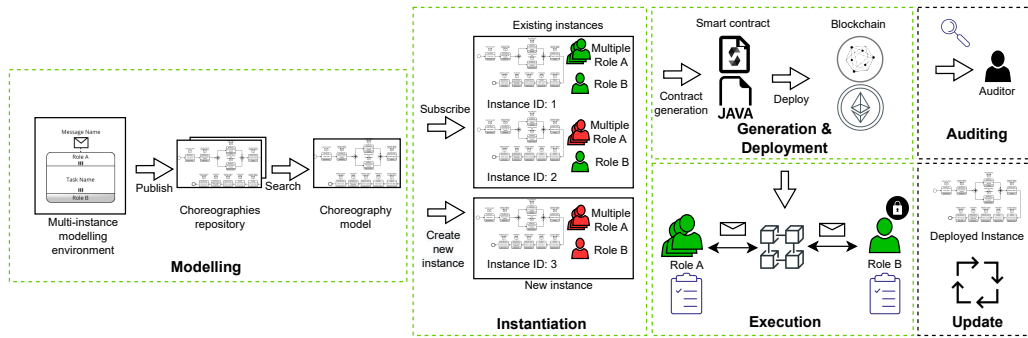 Message Name
Role A
Task Name
Role B
Multi-instance
modelling
environment
Publish
Choreographies
repository
Search
Choreography
model
Modelling
Existing instances
Subscribe
Multiple
Role A
Role B
Instance ID: 1
Multiple
Role A
Role B
Instance ID: 2
Create
new
instance
Multiple
Role A
Role B
Instance ID: 3
New instance
Instantiation
Smart contract
Blockchain
Contract
generation
JAVA
Deploy
Generation &
Deployment
Role A
Role B
Execution
Auditor
Auditing
Deployed Instance
Update